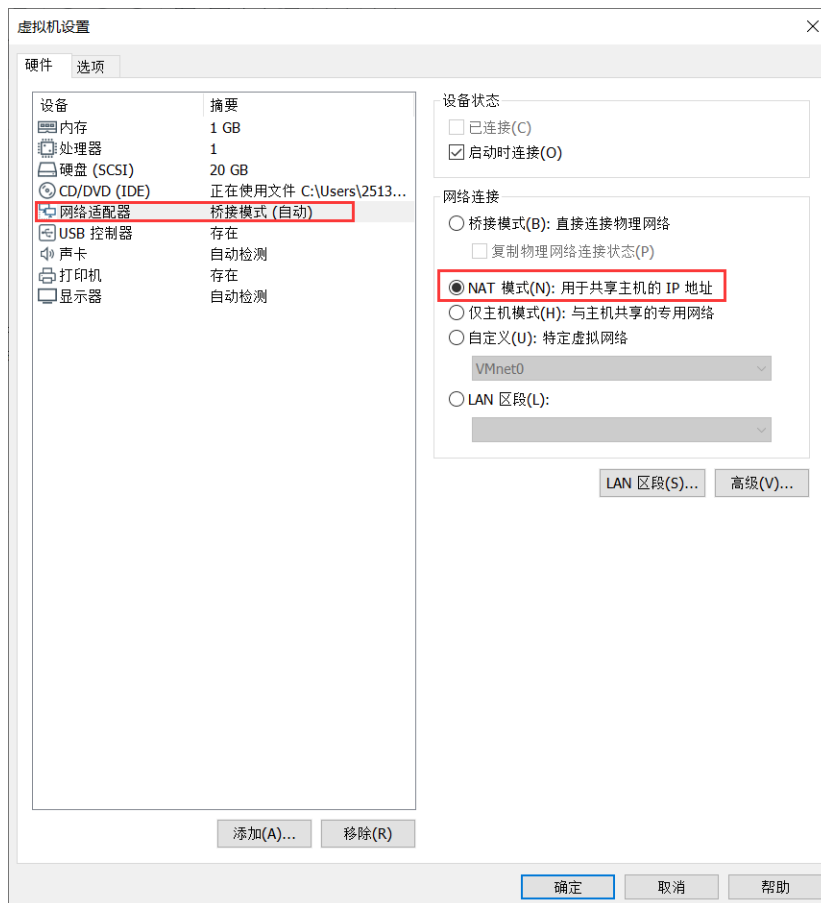 虚拟机设置
硬件 选项
设备 摘要
内存 1 GB
处理器 1
硬盘 (SCSI) 20 GB
CD/DVD (IDE) 正在使用文件 C:\Users\2513...
网络适配器 桥接模式 (自动)
USB 控制器 存在
声卡 自动检测
打印机 存在
显示器 自动检测
添加(A)... 移除(R)
设备状态
已连接(C)
启动时连接(O)
网络连接
桥接模式(B): 直接连接物理网络
复制物理网络连接状态(P)
NAT 模式(N): 用于共享主机的 IP 地址
仅主机模式(H): 与主机共享的专用网络
自定义(U): 特定虚拟网络
VMnet0
LAN 区段(L):
LAN 区段(S)... 高级(V)...
确定 取消 帮助